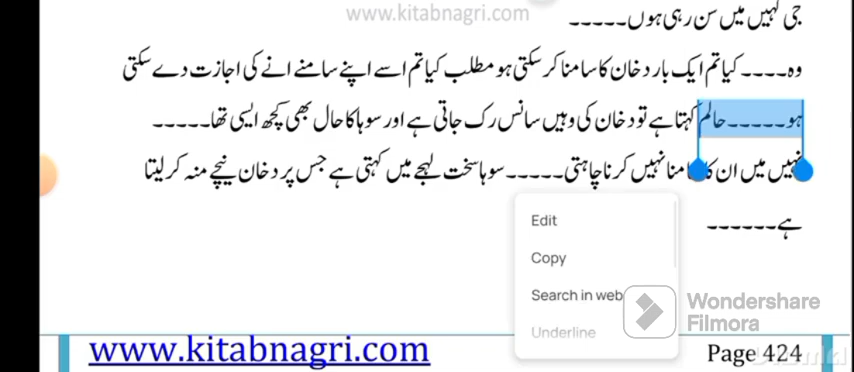 www.kitabnagri.com
جی نہیں میں سن رہی ہوں-----
وہ---- کیا تم ایک بار دخان کا سامنا کر سکتی ہو مطلب کیا تم اسے اپنے سامنے انے کی اجازت دے سکتی
ہو-----حالم کہتا ہے تو دخان کی وہیں سانس رک جاتی ہے اور سوہا کا حال بھی کچھ ایسی تھا-----
نہیں میں ان کا منا نہیں کرنا چاہتی-----سوہا سخت لہجے میں کہتی ہے جس پر دخان نیچے منہ کر لیتا
ہے------
Edit
Copy
Search in web
Underline
Wondershare
Filmora
www.kitabnagri.com
Page 424